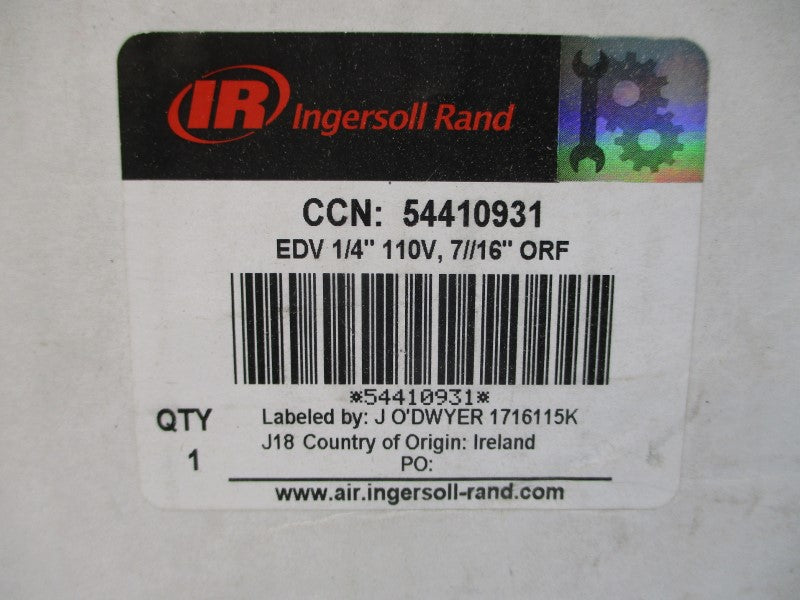 IR Ingersoll Rand
CCN: 54410931
EDV 1/4" 110V, 7//16" ORF
*54410931*
QTY
1
Labeled by: J O'DWYER 1716115K
J18 Country of Origin: Ireland
PO:
www.air.ingersoll-rand.com